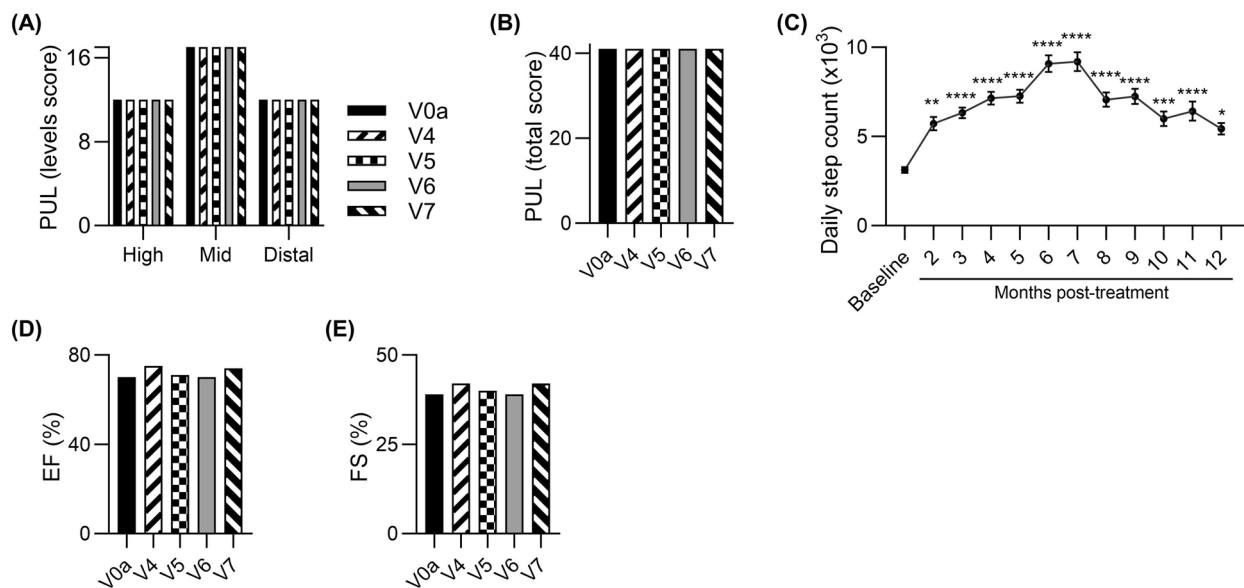 (A)
PUL (levels score)
16
8
0
High Mid Distal
V0a
V4
V5
V6
V7
(B)
PUL (total score)
40
20
0
V0a V4 V5 V6 V7
(C)
Daily step count (x10³)
10
5
0
** **** **** **** **** **** **** **** *** **** *
Baseline 2 3 4 5 6 7 8 9 10 11 12
Months post-treatment
(D)
EF (%)
80
40
0
V0a V4 V5 V6 V7
(E)
FS (%)
50
25
0
V0a V4 V5 V6 V7